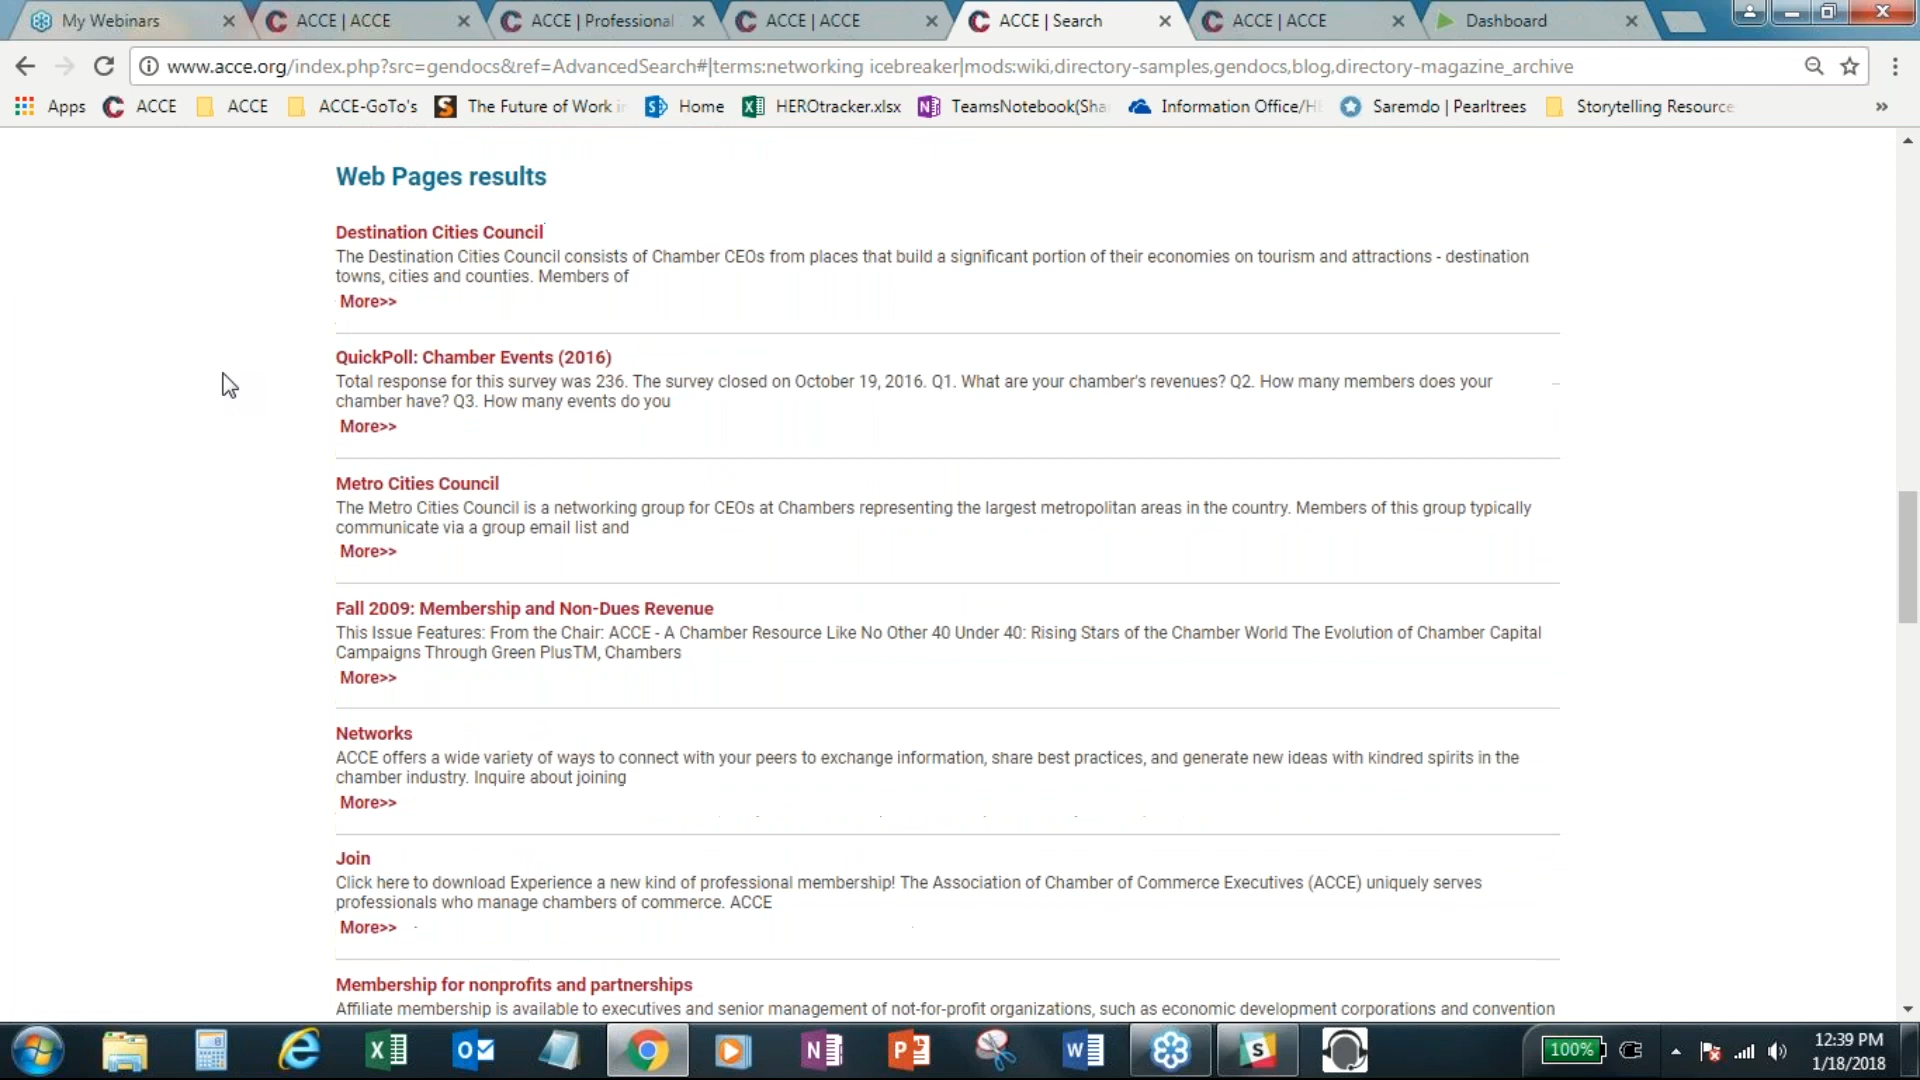 My Webinars
ACCE | ACCE
ACCE | Professional
ACCE | ACCE
ACCE | Search
ACCE | ACCE
Dashboard
www.acce.org/index.php?src=gendocs&ref=AdvancedSearch#|terms:networking icebreaker|mods:wiki,directory-samples,gendocs,blog,directory-magazine_archive
Apps
ACCE
ACCE
ACCE-GoTo's
The Future of Work in
Home
HEROtracker.xlsx
TeamsNotebook(Sha
Information Office/H
Saremdo | Pearltrees
Storytelling Resource
Web Pages results
Destination Cities Council
The Destination Cities Council consists of Chamber CEOs from places that build a significant portion of their economies on tourism and attractions - destination
towns, cities and counties. Members of
More>>
QuickPoll: Chamber Events (2016)
Total response for this survey was 236. The survey closed on October 19, 2016. Q1. What are your chamber's revenues? Q2. How many members does your
chamber have? Q3. How many events do you
More>>
Metro Cities Council
The Metro Cities Council is a networking group for CEOs at Chambers representing the largest metropolitan areas in the country. Members of this group typically
communicate via a group email list and
More>>
Fall 2009: Membership and Non-Dues Revenue
This Issue Features: From the Chair: ACCE - A Chamber Resource Like No Other 40 Under 40: Rising Stars of the Chamber World The Evolution of Chamber Capital
Campaigns Through Green PlusTM, Chambers
More>>
Networks
ACCE offers a wide variety of ways to connect with your peers to exchange information, share best practices, and generate new ideas with kindred spirits in the
chamber industry. Inquire about joining
More>>
Join
Click here to download Experience a new kind of professional membership! The Association of Chamber of Commerce Executives (ACCE) uniquely serves
professionals who manage chambers of commerce. ACCE
More>>
Membership for nonprofits and partnerships
Affiliate membership is available to executives and senior management of not-for-profit organizations, such as economic development corporations and convention
100%
12:39 PM
1/18/2018